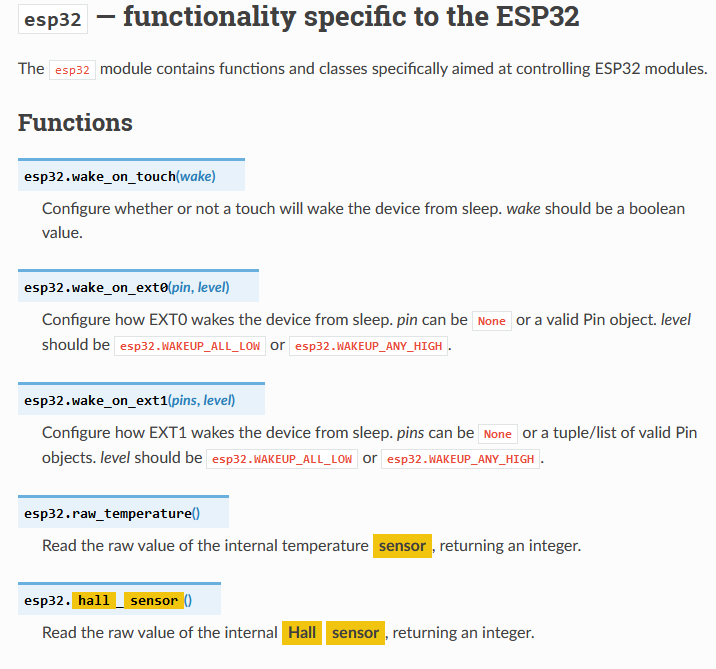 esp32 — functionality specific to the ESP32
The esp32 module contains functions and classes specifically aimed at controlling ESP32 modules.
Functions
esp32.wake_on_touch(wake)
Configure whether or not a touch will wake the device from sleep. wake should be a boolean
value.
esp32.wake_on_ext0(pin, level)
Configure how EXT0 wakes the device from sleep. pin can be None or a valid Pin object. level
should be esp32.WAKEUP_ALL_LOW or esp32.WAKEUP_ANY_HIGH.
esp32.wake_on_ext1(pins, level)
Configure how EXT1 wakes the device from sleep. pins can be None or a tuple/list of valid Pin
objects. level should be esp32.WAKEUP_ALL_LOW or esp32.WAKEUP_ANY_HIGH.
esp32.raw_temperature()
Read the raw value of the internal temperature sensor, returning an integer.
esp32.hall_sensor()
Read the raw value of the internal Hall sensor, returning an integer.